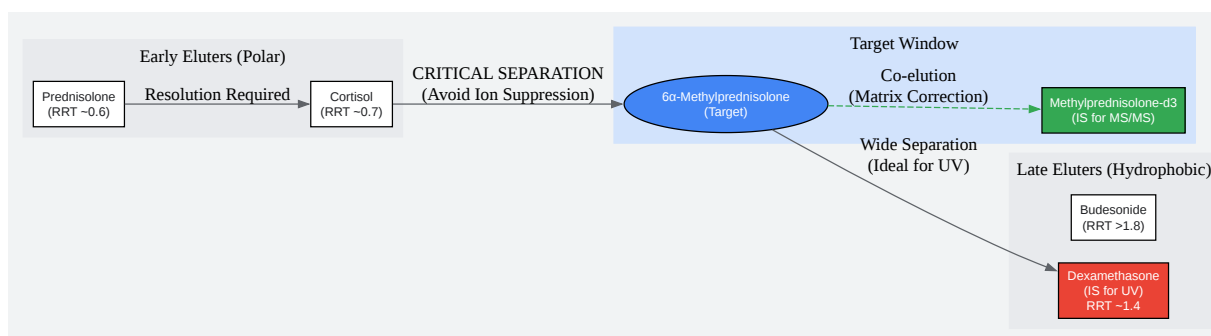 Early Eluters (Polar)
Prednisolone
(RRT ~0.6)
Resolution Required
Cortisol
(RRT ~0.7)
CRITICAL SEPARATION
(Avoid Ion Suppression)
Target Window
6α-Methylprednisolone
(Target)
Co-elution
(Matrix Correction)
Methylprednisolone-d3
(IS for MS/MS)
Wide Separation
(Ideal for UV)
Late Eluters (Hydrophobic)
Budesonide
(RRT >1.8)
Dexamethasone
(IS for UV)
RRT ~1.4